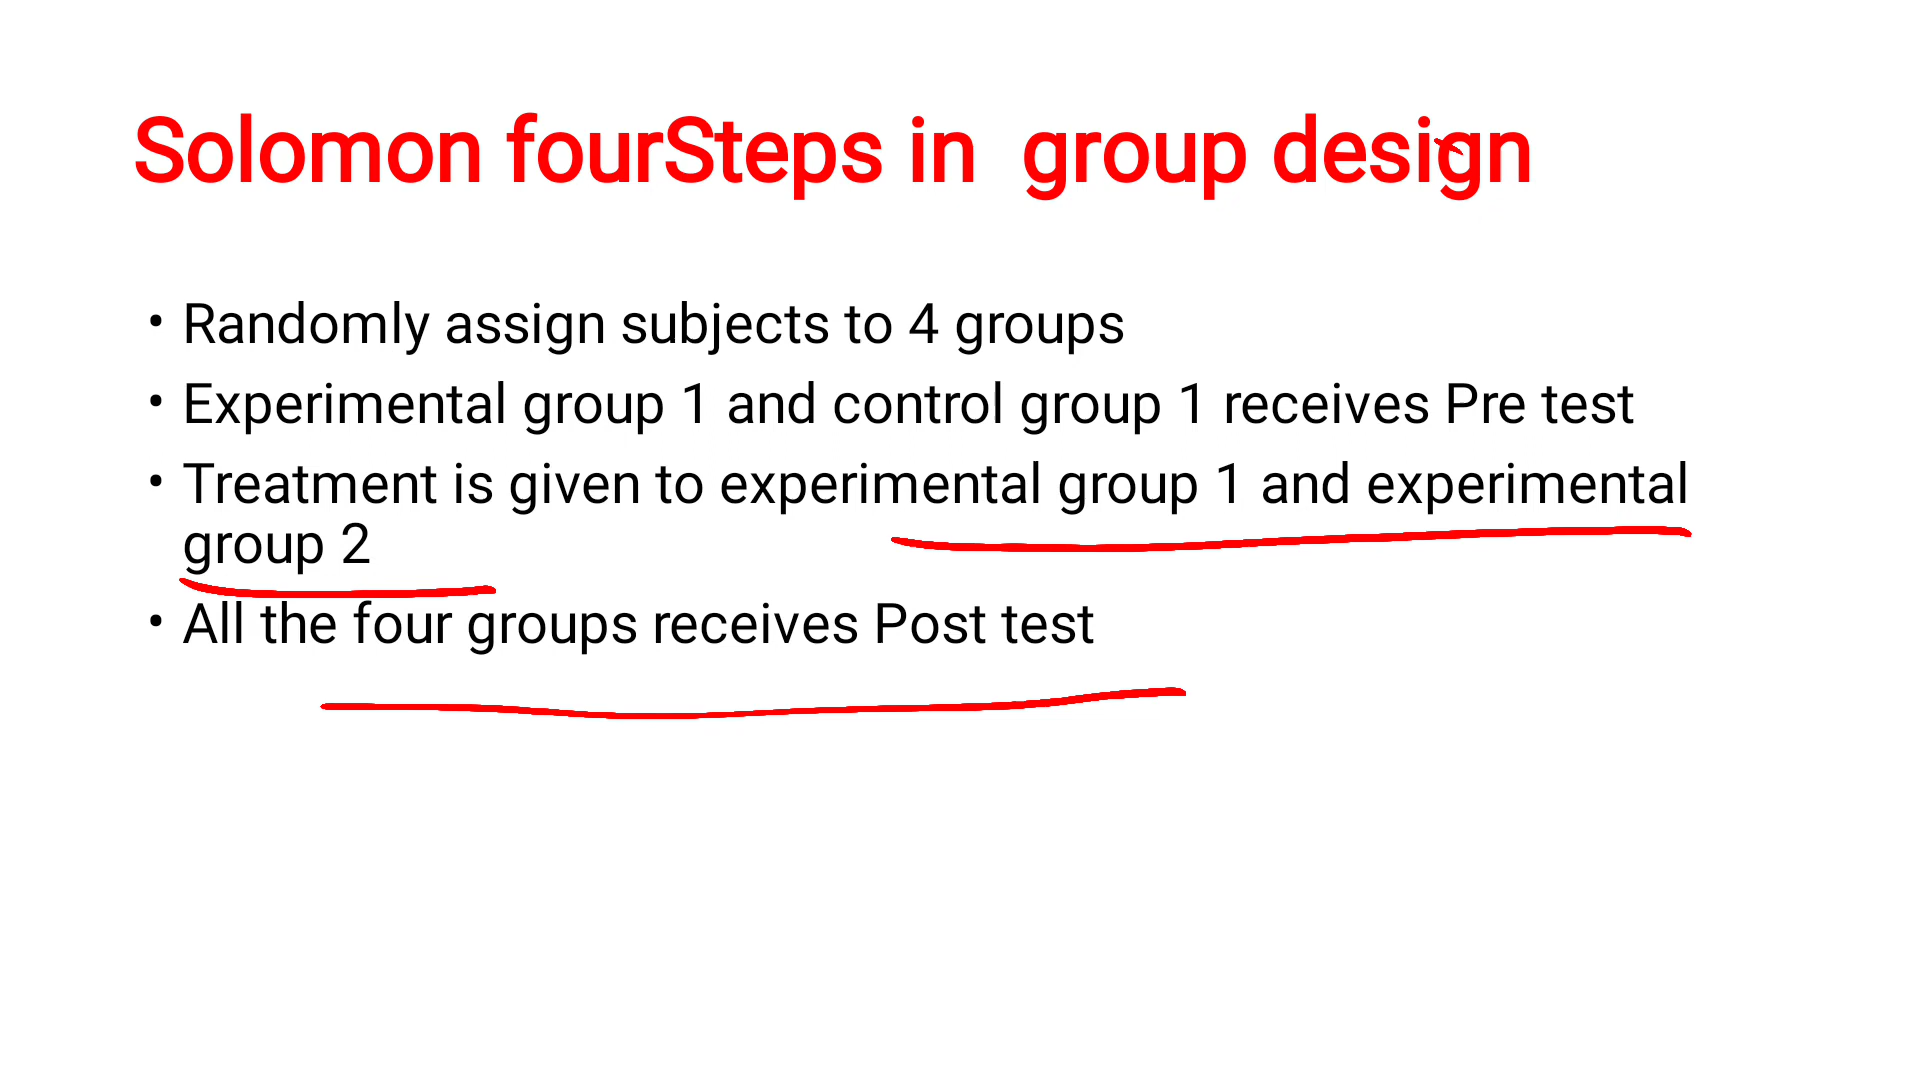 Solomon fourSteps in  group design
• Randomly assign subjects to 4 groups
• Experimental group 1 and control group 1 receives Pre test
• Treatment is given to experimental group 1 and experimental
group 2
• All the four groups receives Post test